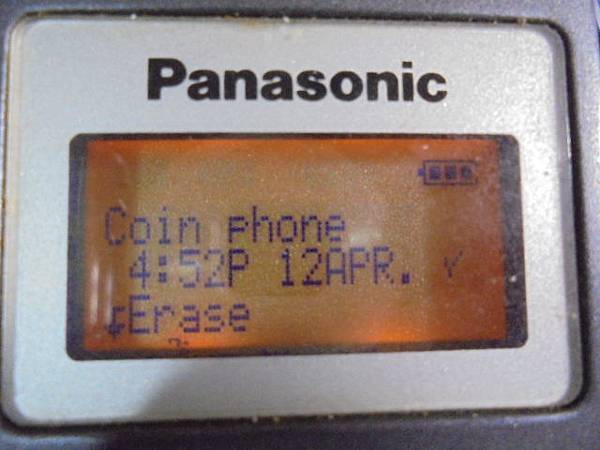 Panasonic
Coin phone
4:52P 12APR. √
Erase